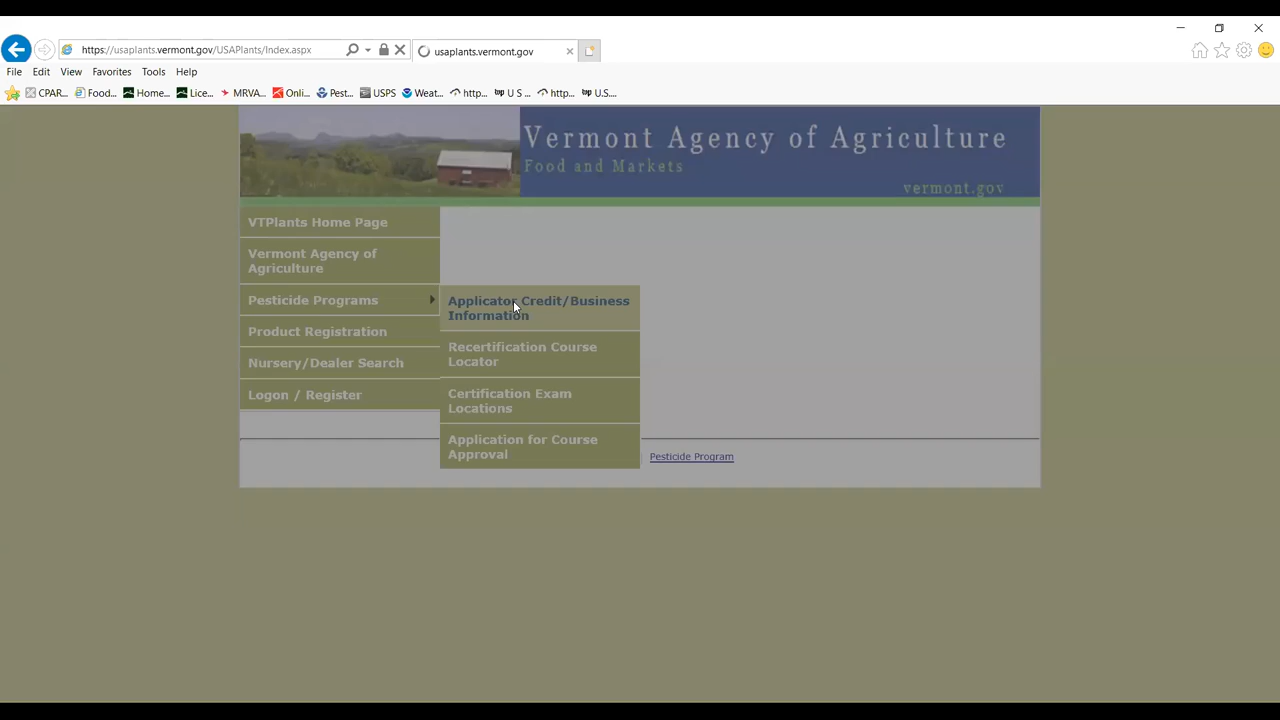 https://usaplants.vermont.gov/USAPlants/Index.aspx
usaplants.vermont.gov
File Edit View Favorites Tools Help
CPAR... Food... Home... Lice... MRVA... Onli... Pest... USPS Weat... http... U S ... http... U.S....
Vermont Agency of Agriculture
Food and Markets
vermont.gov
VTPlants Home Page
Vermont Agency of
Agriculture
Pesticide Programs
Product Registration
Nursery/Dealer Search
Logon / Register
Applicator Credit/Business
Information
Recertification Course
Locator
Certification Exam
Locations
Application for Course
Approval
Pesticide Program